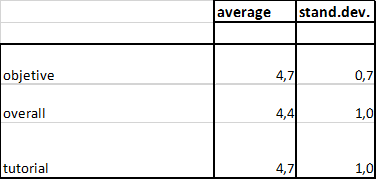 average stand.dev.
objetive 4,7 0,7
overall 4,4 1,0
tutorial 4,7 1,0